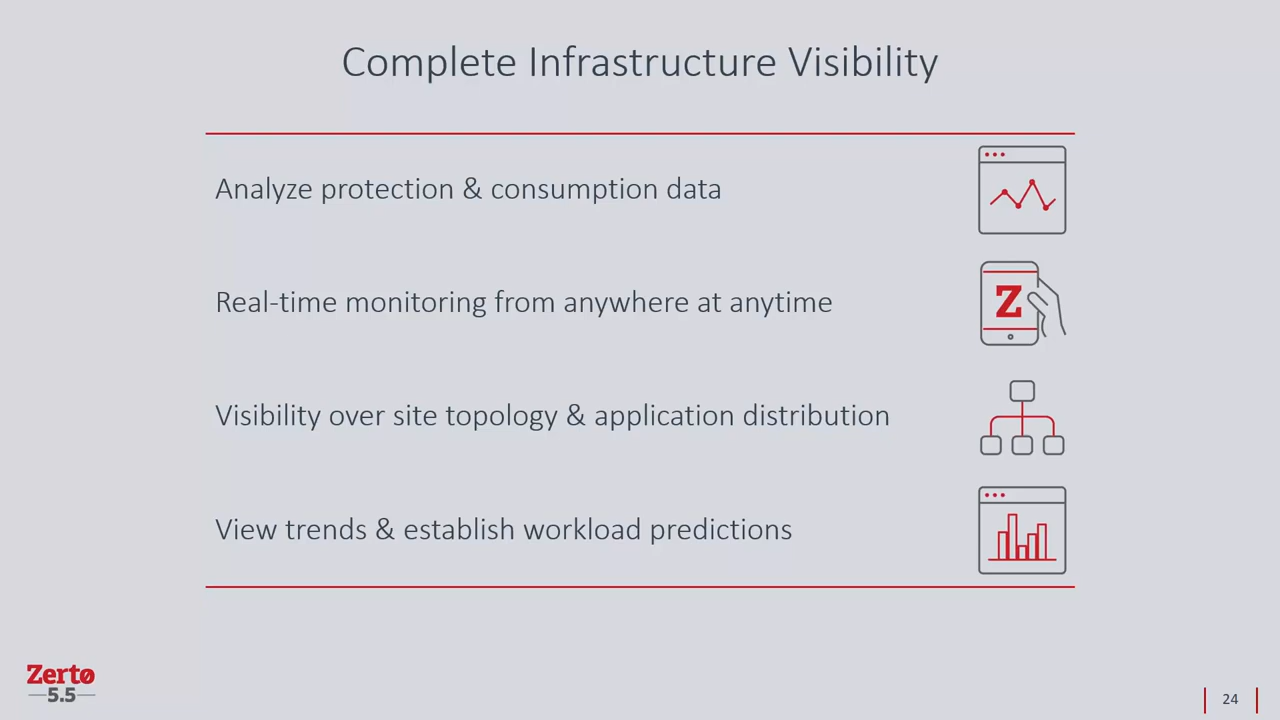 Complete Infrastructure Visibility
Analyze protection & consumption data
Real-time monitoring from anywhere at anytime
Z
Visibility over site topology & application distribution
View trends & establish workload predictions
Zerto
5.5
24